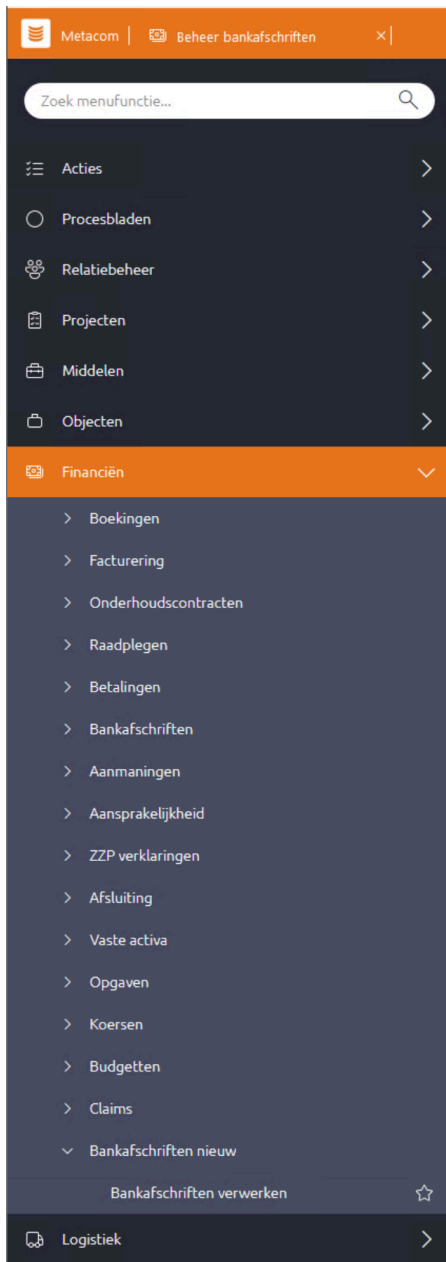 Metacom | Beheer bankafschriften ×|
Zoek menufunctie...
Acties
Procesbladen
Relatiebeheer
Projecten
Middelen
Objecten
Financiën
Boekingen
Facturering
Onderhoudscontracten
Raadplegen
Betalingen
Bankafschriften
Aanmaningen
Aansprakelijkheid
ZZP verklaringen
Afsluiting
Vaste activa
Opgaven
Koersen
Budgetten
Claims
Bankafschriften nieuw
Bankafschriften verwerken
Logistiek